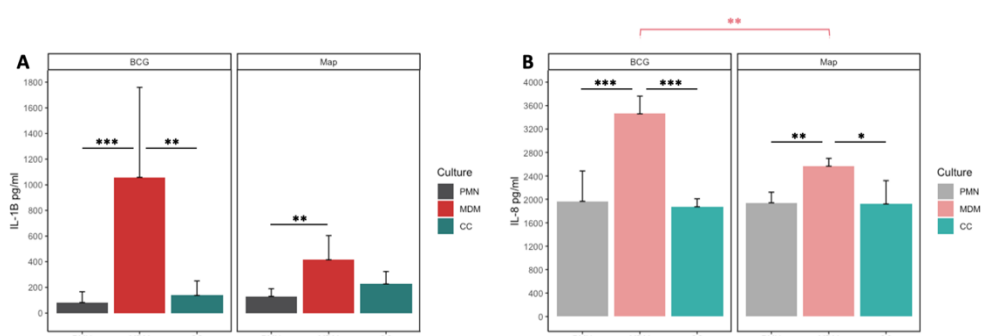 **
A
BCG
Map
1800
1600
1400
1200
1000
800
600
400
200
0
IL-1B pg/ml
***
**
**
Culture
PMN
MDM
CC
B
BCG
Map
4000
3600
3200
2800
2400
2000
1600
1200
800
400
0
IL-8 pg/ml
***
***
**
*
Culture
PMN
MDM
CC